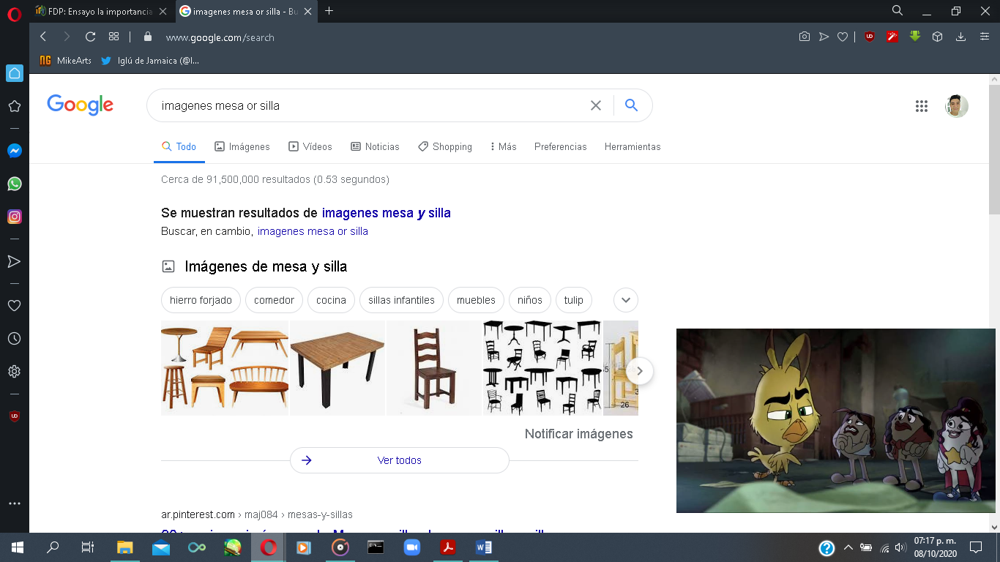 FDP: Ensayo la importancia
imagenes mesa or silla - Bu
www.google.com/search
MikeArts
Iglú de Jamaica (@I...
Google
imagenes mesa or silla
Todo
Imágenes
Vídeos
Noticias
Shopping
Más
Preferencias
Herramientas
Cerca de 91,500,000 resultados (0.53 segundos)
Se muestran resultados de imagenes mesa y silla
Buscar, en cambio, imagenes mesa or silla
Imágenes de mesa y silla
hierro forjado
comedor
cocina
sillas infantiles
muebles
niños
tulip
26
Notificar imágenes
Ver todos
ar.pinterest.com › maj084 › mesas-y-sillas
07:17 p. m.
08/10/2020